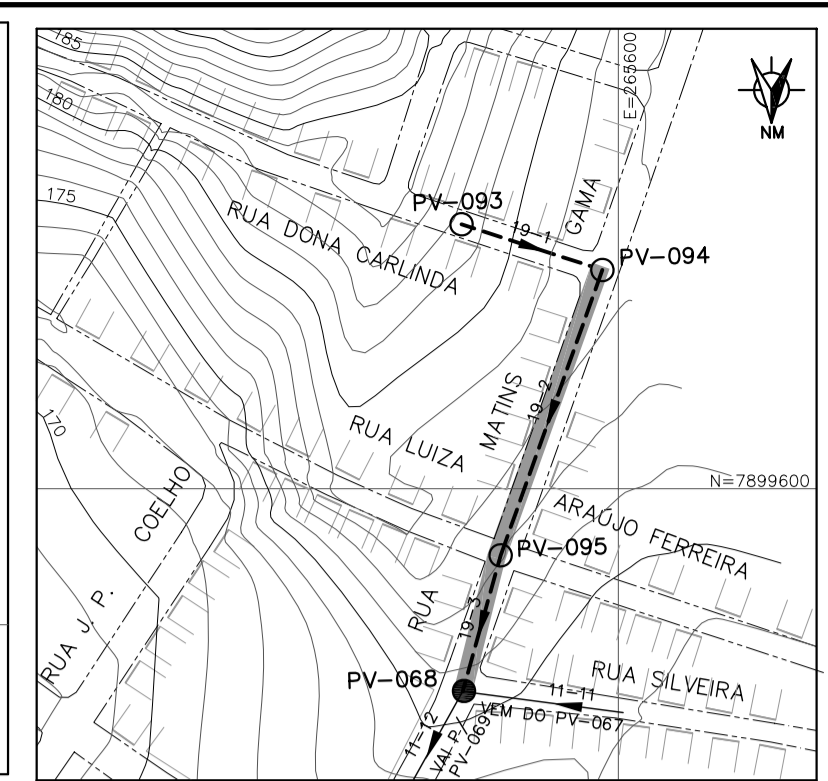 185
E=265600
180
NM
175
PV-093
GAMA
RUA DONA CARLINDA
19-1
PV-094
MATINS
19-2
170
RUA LUIZA
COELHO
N=7899600
ARAÚJO FERREIRA
PV-095
RUA
19-3
RUA J. P.
RUA SILVEIRA
PV-068
11-11
VEM DO PV-067
11-12
VAI P/
PV-069